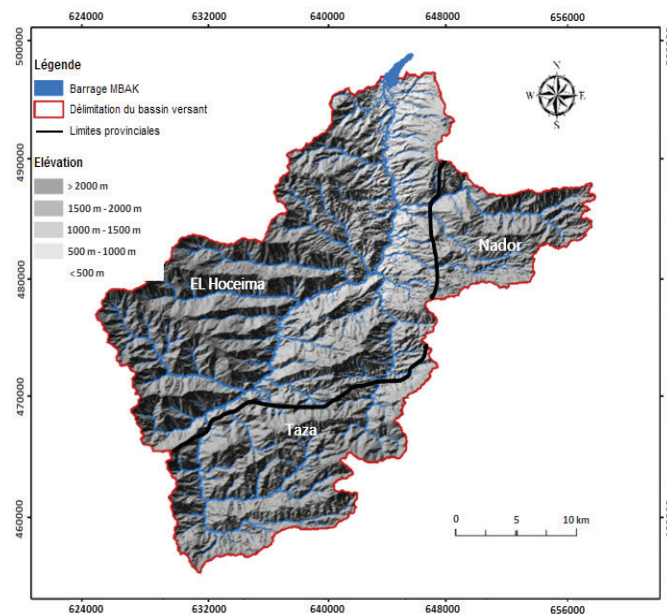 624000 632000 640000 648000 656000
500000
Légende
Barrage MBAK
Délimitation du bassin versant
Limites provinciales
N
W E
S
490000
Elévation
> 2000 m
1500 m - 2000 m
1000 m - 1500 m
500 m - 1000 m
< 500 m
Nador
EL Hoceima
480000
470000
Taza
460000
0 5 10 km
624000 632000 640000 648000 656000